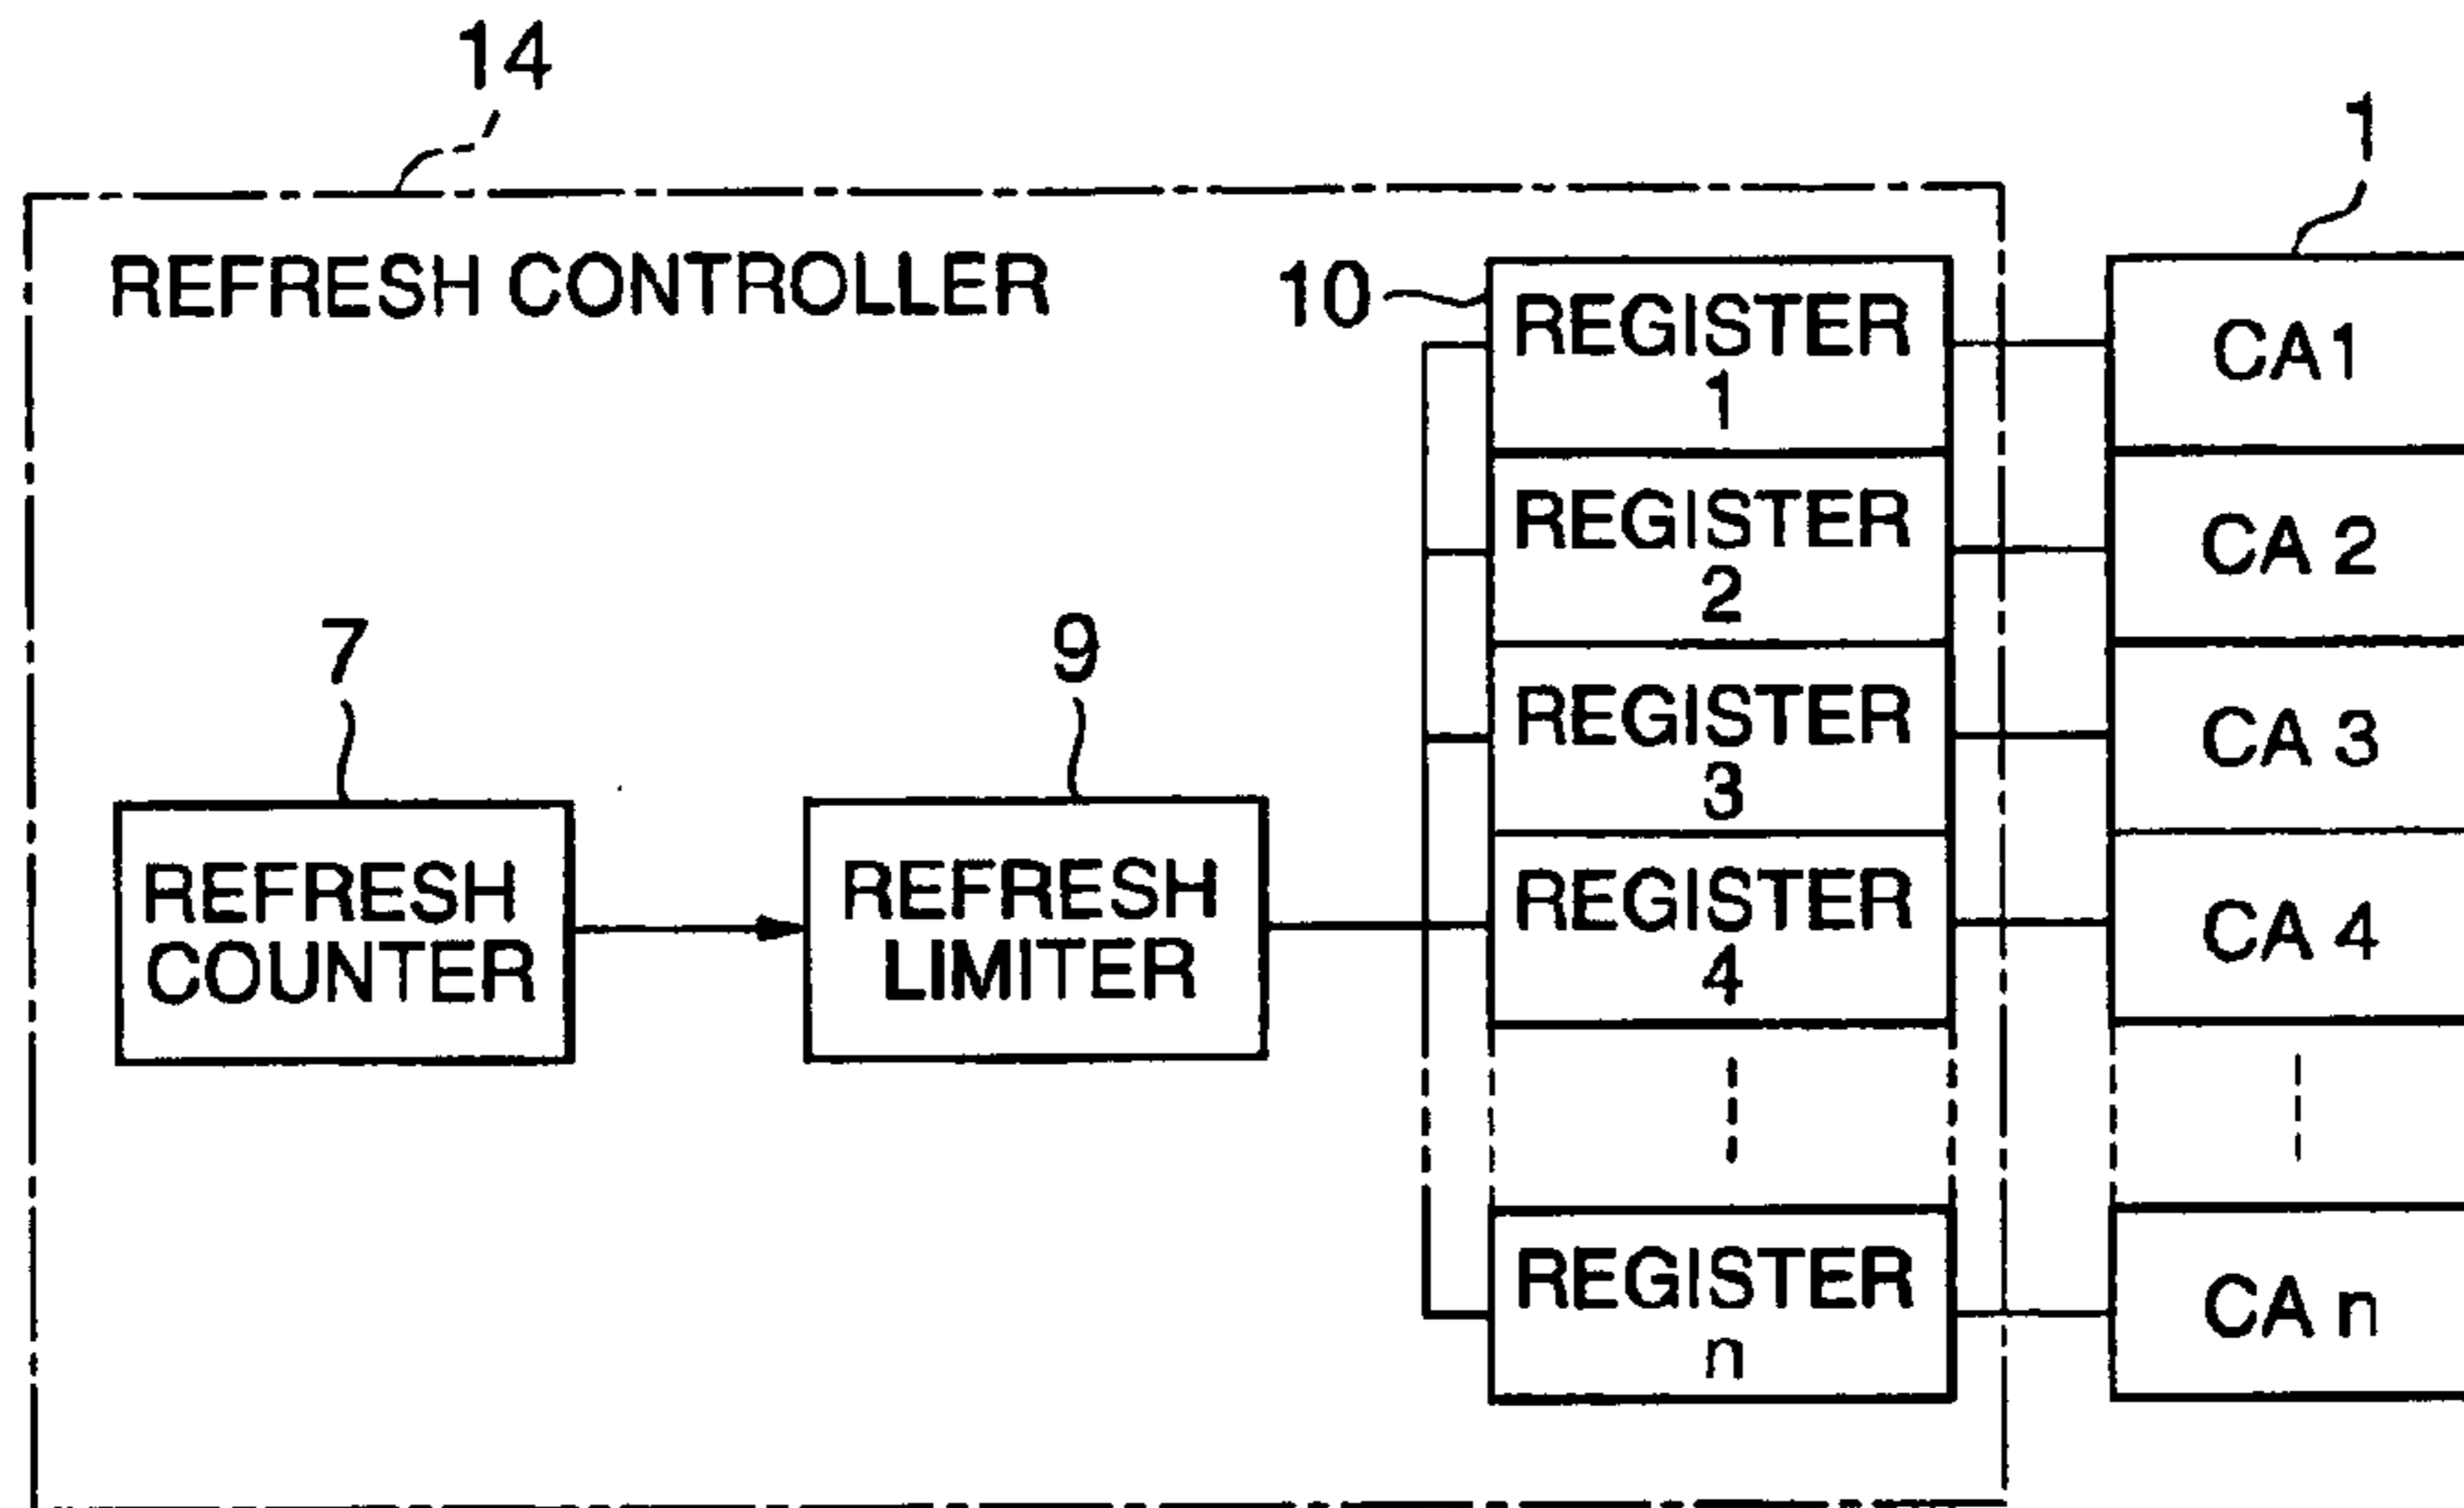 14
1
REFRESH CONTROLLER
10
REGISTER
1
CA1
REGISTER
2
CA 2
7
9
REGISTER
3
CA 3
REFRESH
COUNTER
REFRESH
LIMITER
REGISTER
4
CA 4
REGISTER
n
CA n